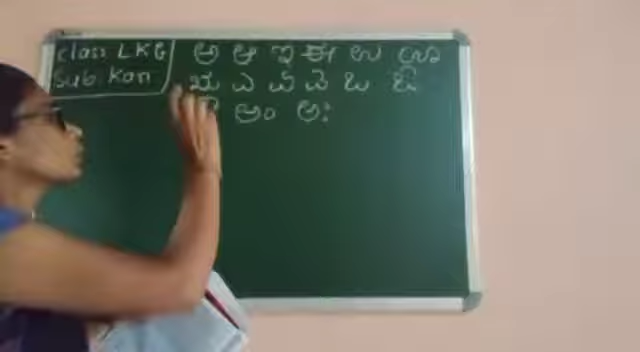 Class LKG
Sub: Kan
ಅ ಆ ಇ ಈ ಉ ಊ
ಋ ಎ ಏ ಐ ಒ ಓ
ಅಂ ಅಃ